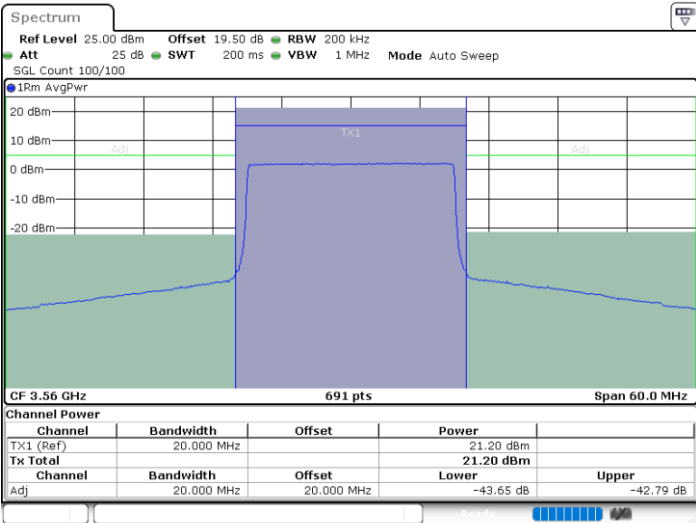 Spectrum
Ref Level 25.00 dBm Offset 19.50 dB RBW 200 kHz
Att 25 dB SWT 200 ms VBW 1 MHz Mode Auto Sweep
SGL Count 100/100
1Rm AvgPwr
20 dBm
TX1
10 dBm
Adj Adj
0 dBm
-10 dBm
-20 dBm
CF 3.56 GHz 691 pts Span 60.0 MHz
Channel Power
Channel Bandwidth Offset Power
TX1 (Ref) 20.000 MHz 21.20 dBm
Tx Total 21.20 dBm
Channel Bandwidth Offset Lower Upper
Adj 20.000 MHz 20.000 MHz -43.65 dB -42.79 dB
Ready